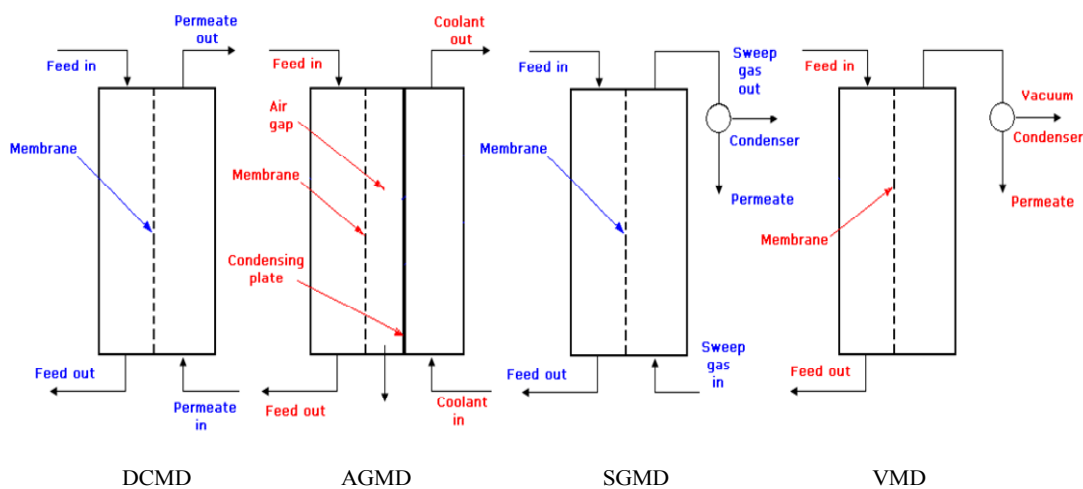 Permeate
out
Feed in
Membrane
Feed out
Permeate
in
DCMD
Coolant
out
Feed in
Air
gap
Membrane
Condensing
plate
Feed out
Coolant
in
AGMD
Feed in
Sweep
gas
out
Membrane
Condenser
Permeate
Sweep
gas
in
Feed out
SGMD
Feed in
Vacuum
Condenser
Permeate
Membrane
Feed out
VMD